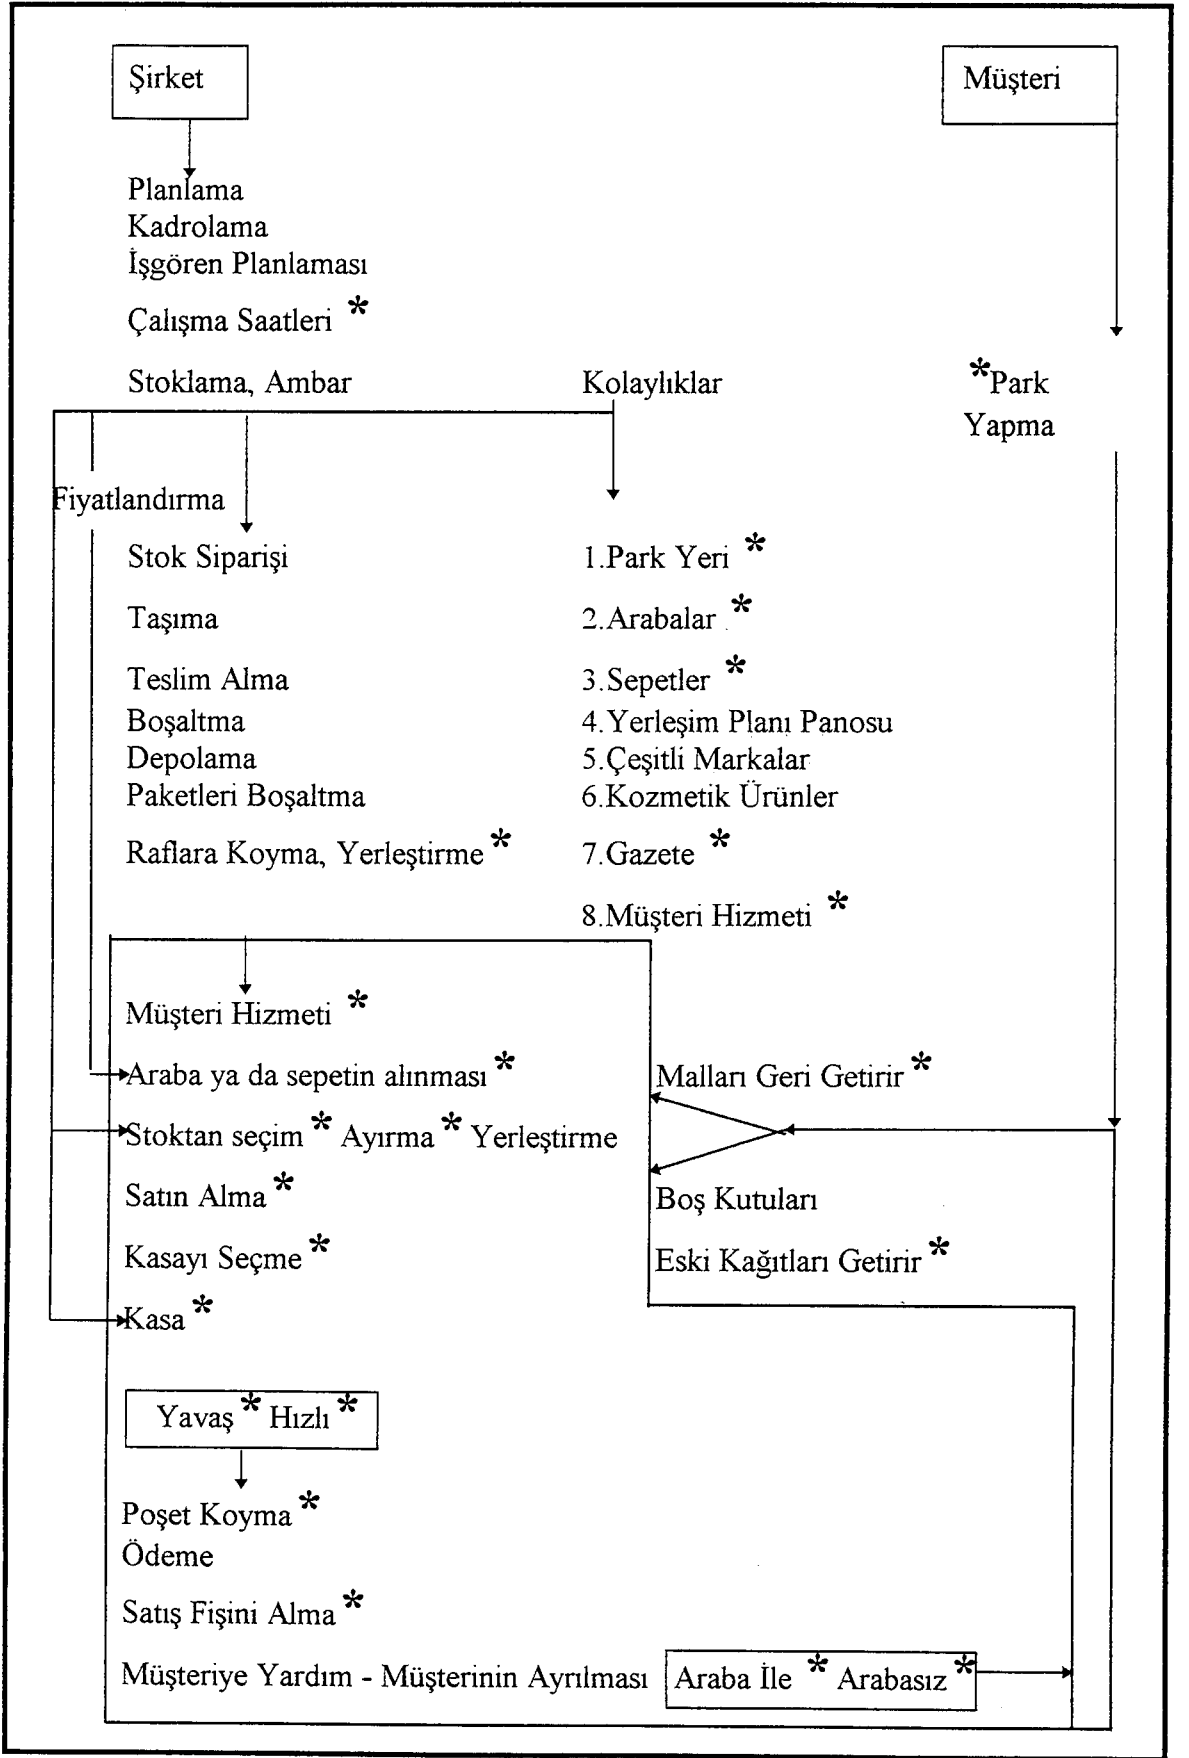 Şirket
Müşteri
Planlama
Kadrolama
İşgören Planlaması
Çalışma Saatleri *
Stoklama, Ambar
Kolaylıklar
*Park
Yapma
Fiyatlandırma
Stok Siparişi
1.Park Yeri *
Taşıma
2.Arabalar *
Teslim Alma
3.Sepetler *
Boşaltma
4.Yerleşim Planı Panosu
Depolama
5.Çeşitli Markalar
Paketleri Boşaltma
6.Kozmetik Ürünler
Raflara Koyma, Yerleştirme *
7.Gazete *
8.Müşteri Hizmeti *
Müşteri Hizmeti *
Araba ya da sepetin alınması *
Malları Geri Getirir *
Stoktan seçim * Ayırma * Yerleştirme
Satın Alma *
Boş Kutuları
Kasayı Seçme *
Eski Kağıtları Getirir *
Kasa *
Yavaş * Hızlı *
Poşet Koyma *
Ödeme
Satış Fişini Alma *
Müşteriye Yardım - Müşterinin Ayrılması
Araba İle * Arabasız *